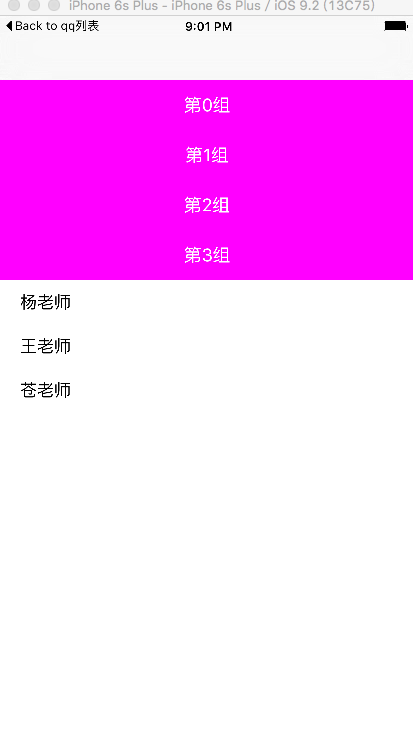 iPhone 6s Plus - iPhone 6s Plus / iOS 9.2 (13C75)
Back to qq列表 9:01 PM
第0组
第1组
第2组
第3组
杨老师
王老师
苍老师